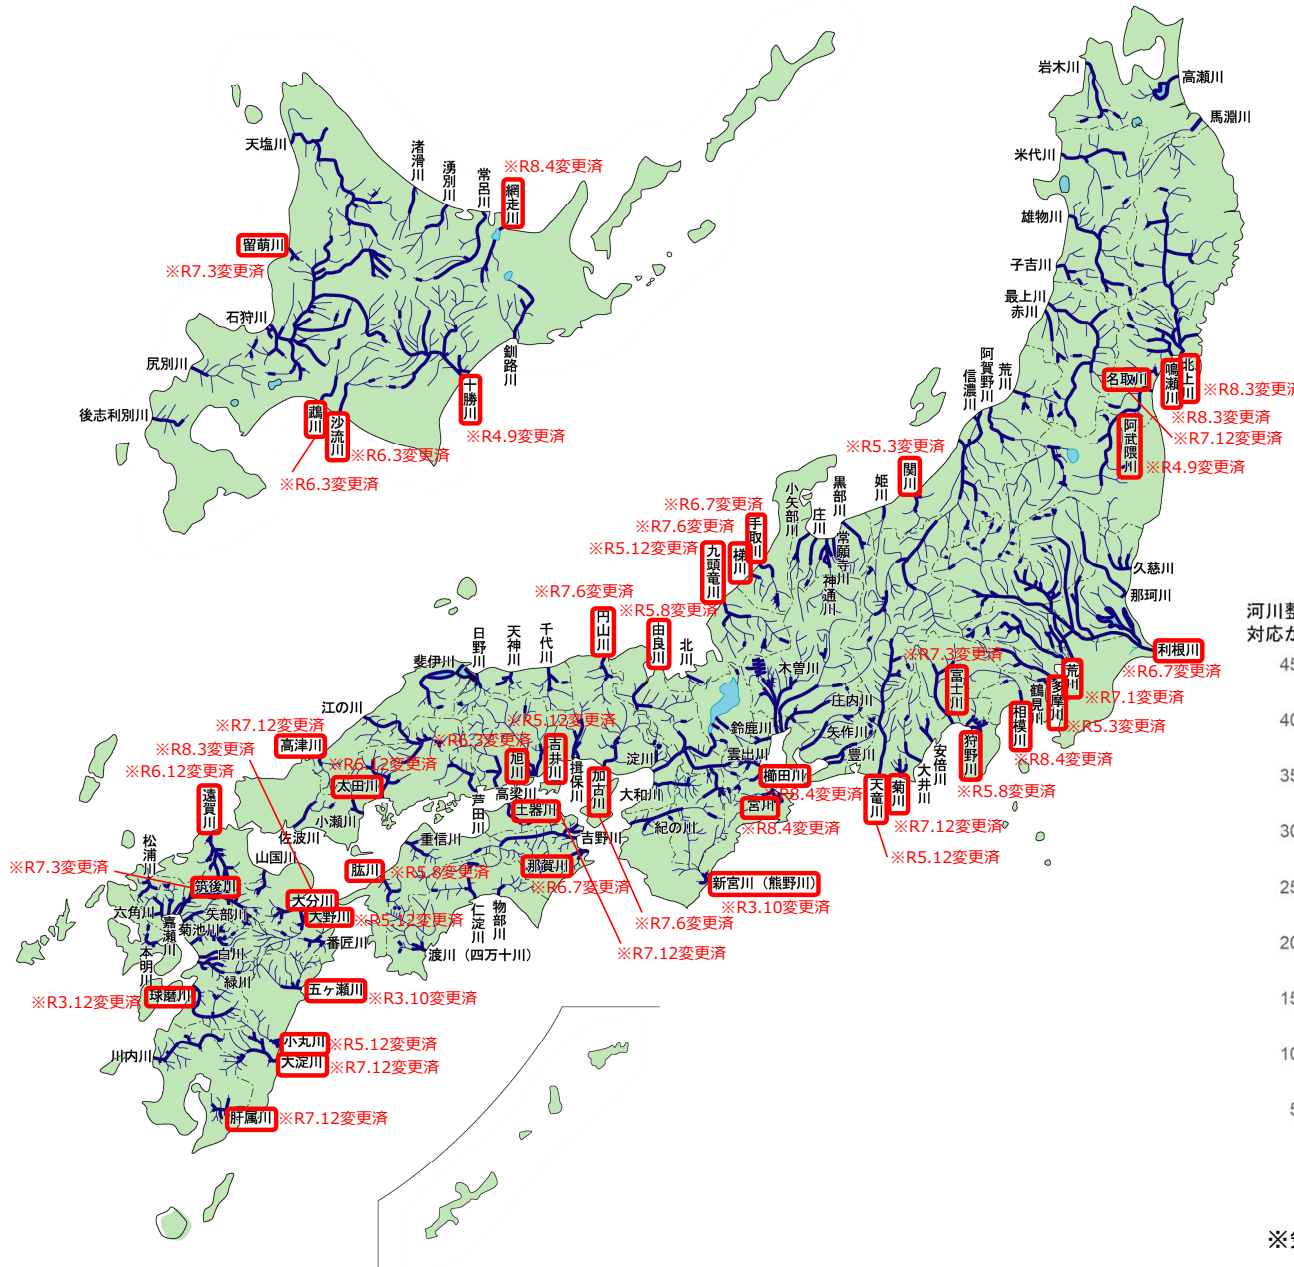 岩木川
高瀬川
馬淵川
米代川
雄物川
子吉川
最上川
赤川
天塩川
渚滑川
湧別川
常呂川
※R8.4変更済
網走川
留萌川
※R7.3変更済
石狩川
尻別川
後志利別川
鵡川
沙流川
※R6.3変更済
※R6.3変更済
十勝川
※R4.9変更済
釧路川
阿賀野川
信濃川
荒川
名取川
鳴瀬川
北上川
※R8.3変更済
※R8.3変更済
※R7.12変更済
阿武隈川
※R4.9変更済
※R5.3変更済
関川
姫川
黒部川
小矢部川
庄川
常願寺川
神通川
※R6.7変更済
手取川
※R7.6変更済
梯川
※R5.12変更済
九頭竜川
久慈川
那珂川
利根川
※R6.7変更済
荒川
※R7.1変更済
多摩川
※R5.3変更済
鶴見川
相模川
※R8.4変更済
※R7.3変更済
富士川
狩野川
※R5.8変更済
安倍川
大井川
菊川
※R7.12変更済
天竜川
※R5.12変更済
豊川
矢作川
庄内川
木曽川
鈴鹿川
雲出川
櫛田川
※R8.4変更済
宮川
※R8.4変更済
※R7.6変更済
円山川
※R5.8変更済
由良川
北川
千代川
天神川
日野川
斐伊川
江の川
※R7.12変更済
高津川
※R8.3変更済
※R6.12変更済
遠賀川
※R6.12変更済
太田川
小瀬川
佐波川
※R6.3変更済
旭川
※R5.12変更済
吉井川
高梁川
芦田川
揖保川
加古川
淀川
大和川
紀の川
新宮川（熊野川）
※R3.10変更済
※R7.6変更済
※R7.12変更済
土器川
吉野川
那賀川
※R6.7変更済
重信川
肱川
※R5.8変更済
仁淀川
物部川
渡川（四万十川）
松浦川
※R7.3変更済
筑後川
山国川
大分川
大野川
※R5.12変更済
番匠川
六角川
嘉瀬川
矢部川
菊池川
本明川
白川
緑川
※R3.12変更済
球磨川
五ヶ瀬川
※R3.10変更済
川内川
小丸川
※R5.12変更済
大淀川
※R7.12変更済
肝属川
※R7.12変更済
河川整
対応が
45
40
35
30
25
20
15
10
5